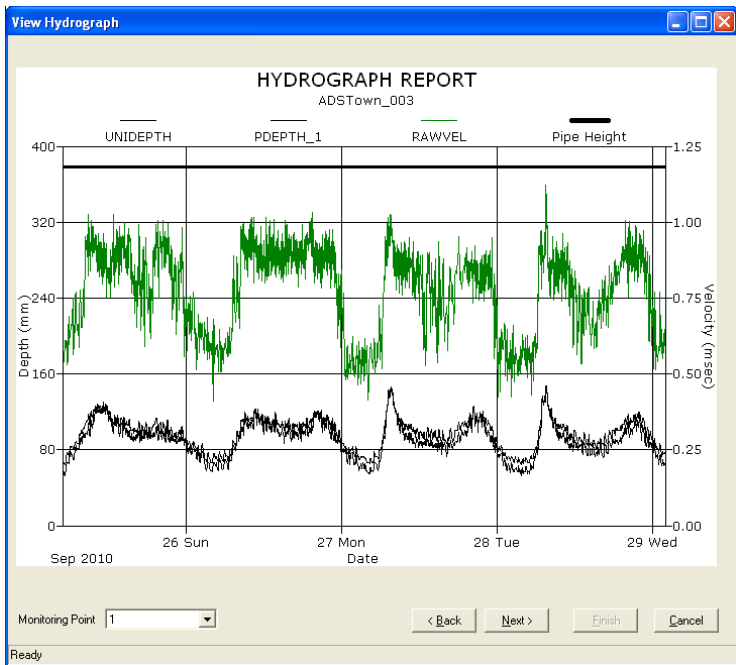 View Hydrograph
HYDROGRAPH REPORT
ADSTown_003
UNIDEPTH PDEPTH_1 RAWVEL Pipe Height
400 1.25
320 1.00
240 0.75
160 0.50
80 0.25
0 0.00
Depth (mm)
Velocity (msec)
26 Sun 27 Mon 28 Tue 29 Wed
Sep 2010 Date
Monitoring Point 1 < Back Next > Finish Cancel
Ready